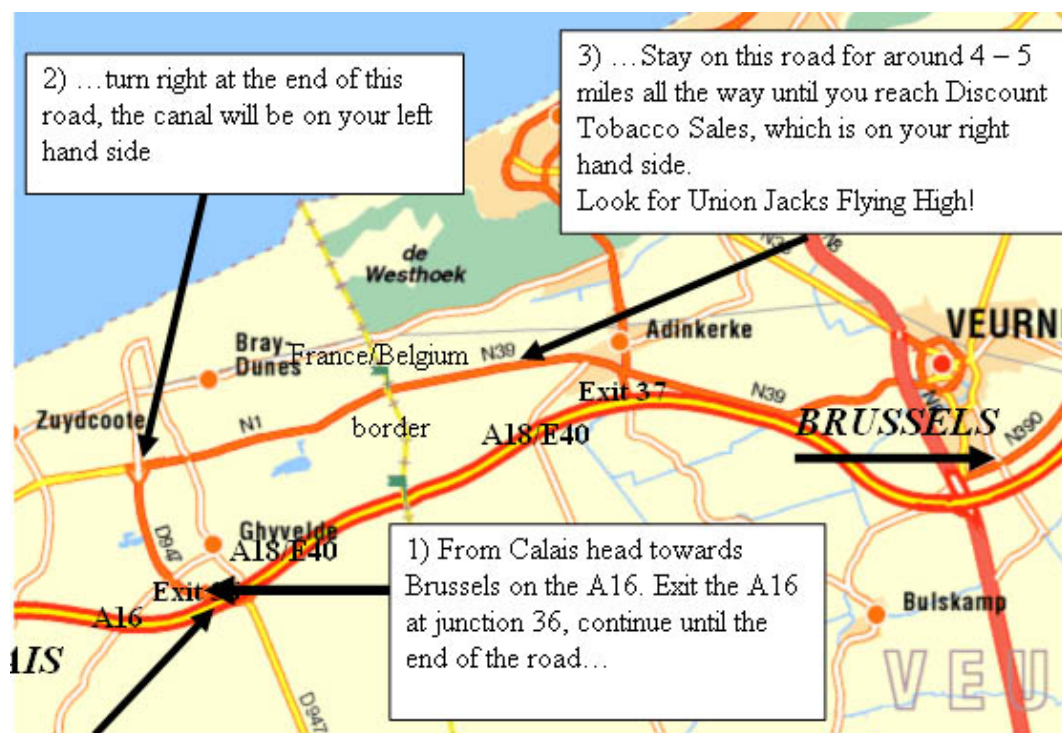 2) …turn right at the end of this
road, the canal will be on your left
hand side
3) …Stay on this road for around 4 – 5
miles all the way until you reach Discount
Tobacco Sales, which is on your right
hand side.
Look for Union Jacks Flying High!
de
Westhoek
Bray-
Dunes
France/Belgium
N39
Adinkerke
VEURN
Zuydcoote
N1
border
Exit 37
N39
A18/E40
BRUSSELS
N390
D947
Ghyvelde
A18/E40
Exit
A16
AIS
1) From Calais head towards
Brussels on the A16. Exit the A16
at junction 36, continue until the
end of the road…
Bulskamp
D947
VEU